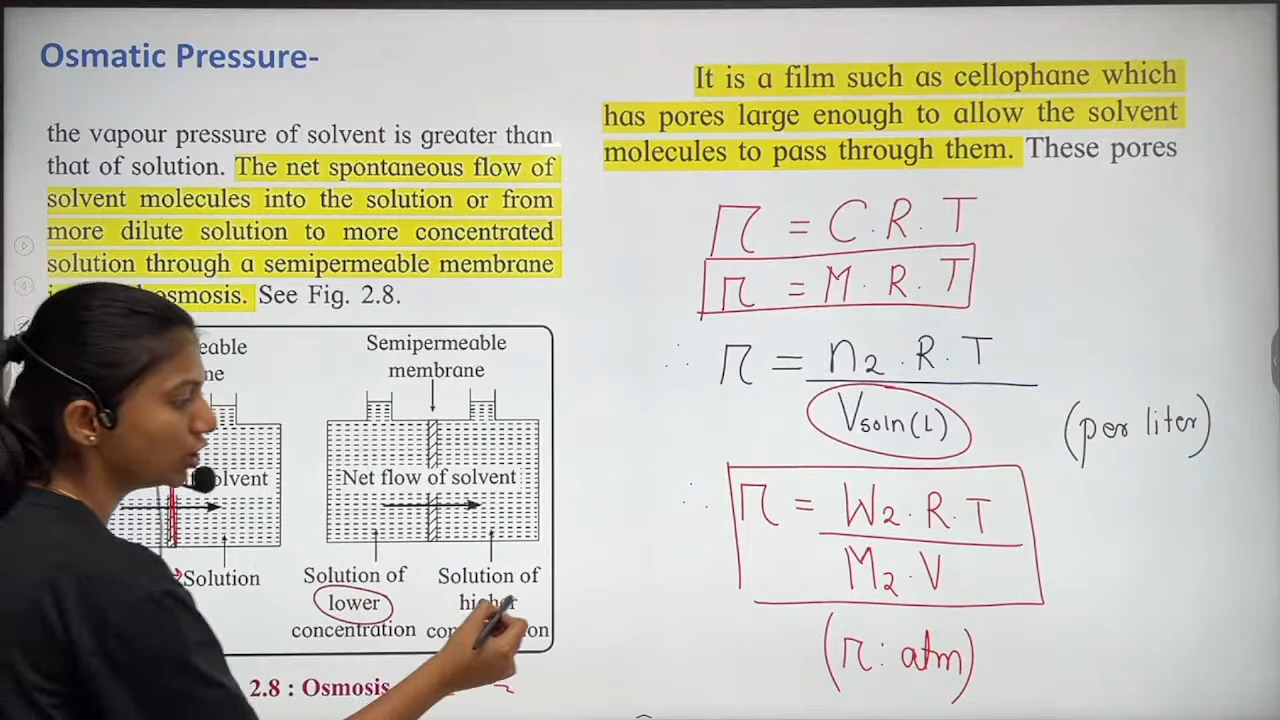 Osmatic Pressure-
the vapour pressure of solvent is greater than
that of solution. The net spontaneous flow of
solvent molecules into the solution or from
more dilute solution to more concentrated
solution through a semipermeable membrane
osmosis. See Fig. 2.8.
Semipermeable
membrane
Net flow of solvent
Solution
Solution of
lower
concentration
Solution of
higher
2.8 : Osmosis
It is a film such as cellophane which
has pores large enough to allow the solvent
molecules to pass through them. These pores
π = C.R.T
π = M.R.T
∴ π = n2.R.T
Vsoln(L)
(per liter)
∴ π = W2.R.T
M2.V
(π: atm)